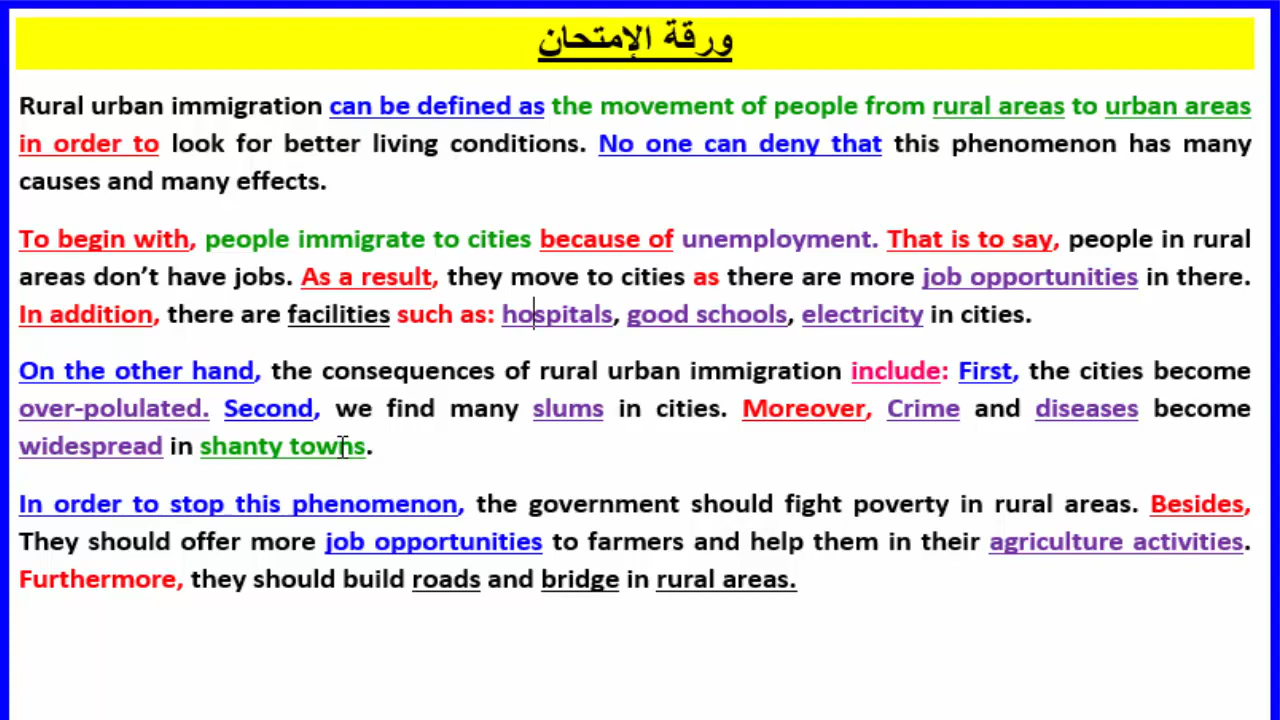 ورقة الإمتحان
Rural urban immigration can be defined as the movement of people from rural areas to urban areas
in order to look for better living conditions. No one can deny that this phenomenon has many
causes and many effects.
To begin with, people immigrate to cities because of unemployment. That is to say, people in rural
areas don’t have jobs. As a result, they move to cities as there are more job opportunities in there.
In addition, there are facilities such as: hospitals, good schools, electricity in cities.
On the other hand, the consequences of rural urban immigration include: First, the cities become
over-polulated. Second, we find many slums in cities. Moreover, Crime and diseases become
widespread in shanty towns.
In order to stop this phenomenon, the government should fight poverty in rural areas. Besides,
They should offer more job opportunities to farmers and help them in their agriculture activities.
Furthermore, they should build roads and bridge in rural areas.